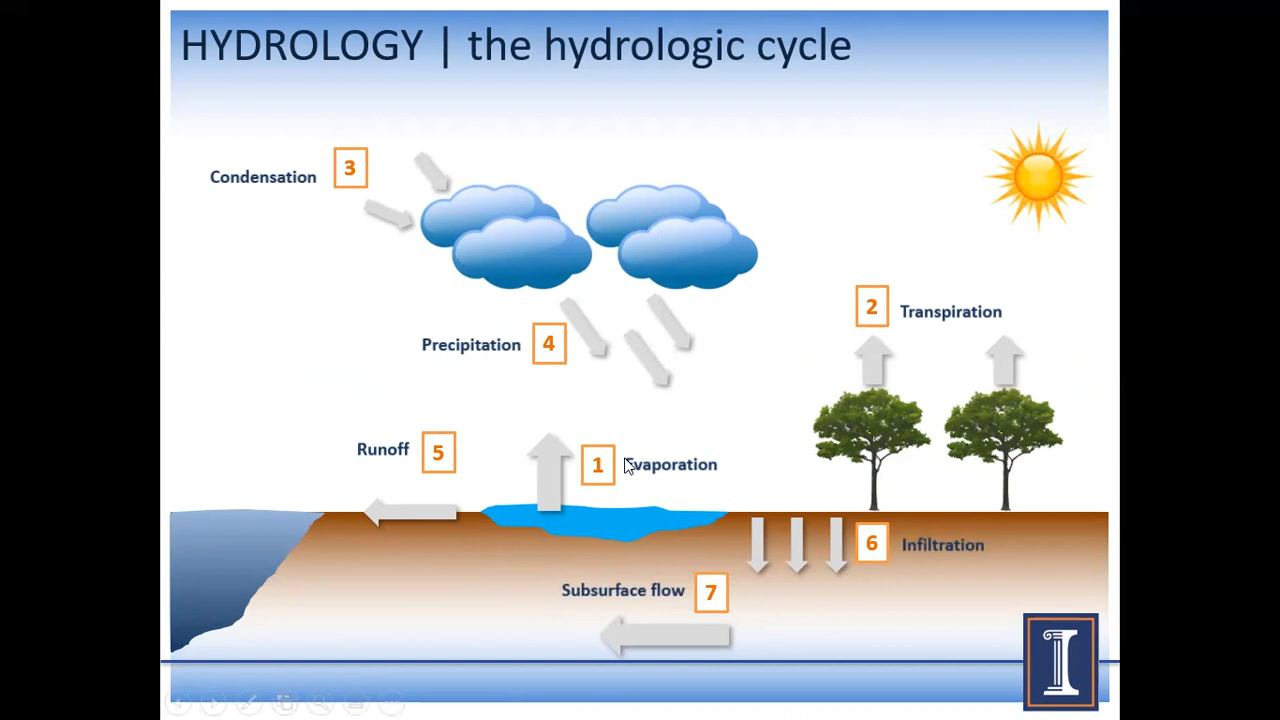 HYDROLOGY | the hydrologic cycle
Condensation 3
2 Transpiration
Precipitation 4
Runoff 5
1 Evaporation
6 Infiltration
Subsurface flow 7
I